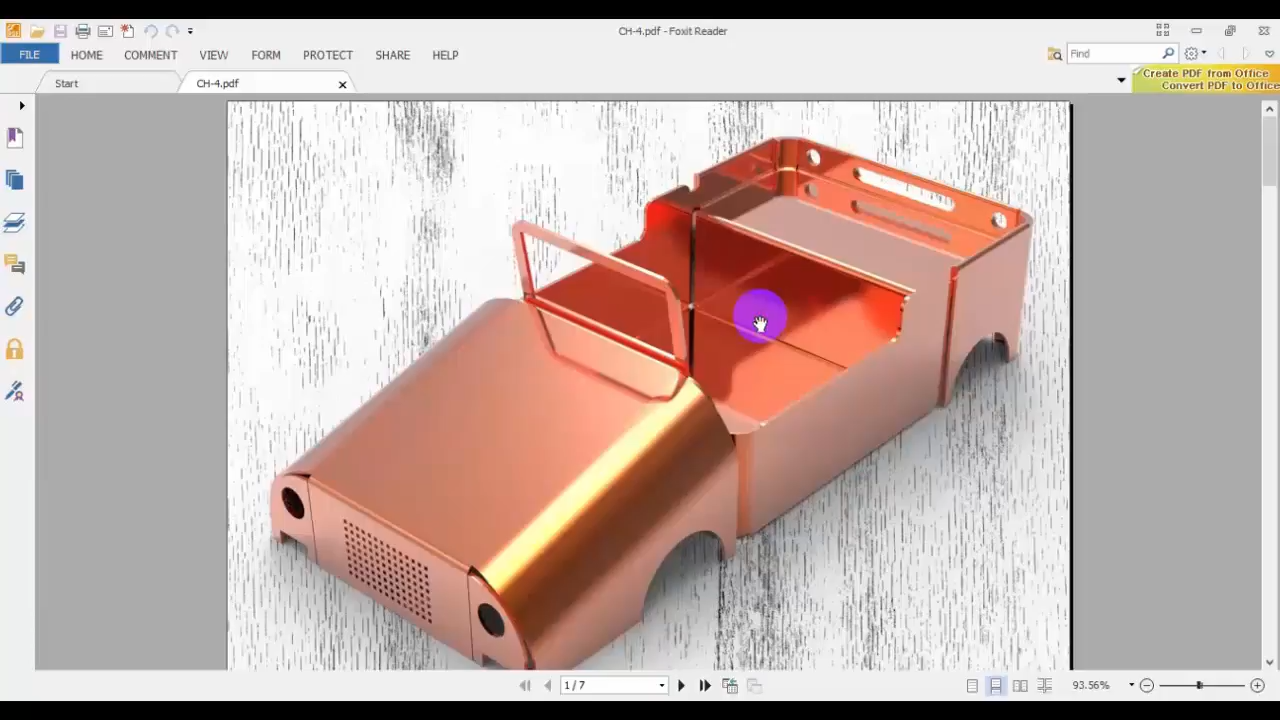 CH-4.pdf - Foxit Reader
FILE HOME COMMENT VIEW FORM PROTECT SHARE HELP
Find
Start CH-4.pdf
Create PDF from Office
Convert PDF to Office
1 / 7
93.56%